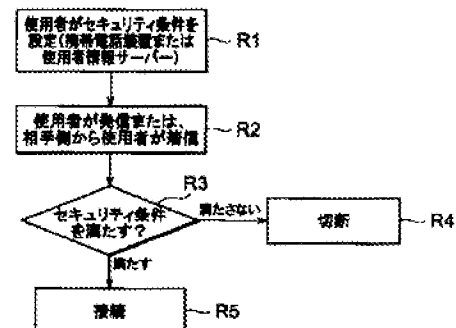 使用者がセキュリティ条件を
設定(携帯電話装置または
使用者情報サーバー)
R1
使用者が発信または、
相手側から使用者が着信
R2
R3
セキュリティ条件
を満たす?
満たさない
切断
R4
満たす
接続
R5